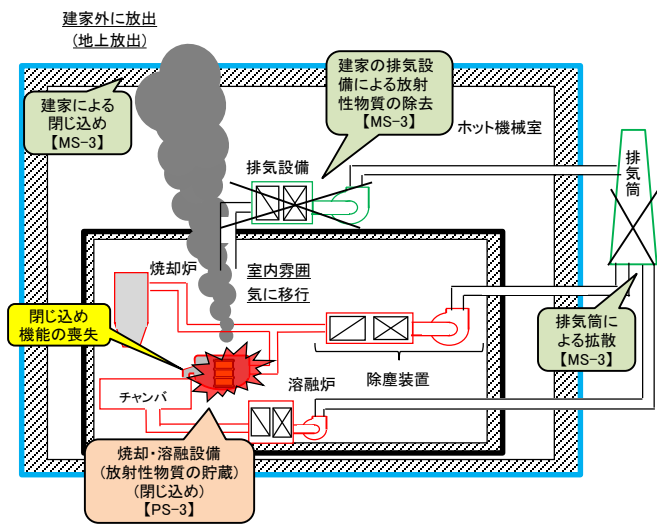 建家外に放出
(地上放出)
建家による
閉じ込め
【MS-3】
建家の排気設
備による放射
性物質の除去
【MS-3】
ホット機械室
排気設備
排気筒
焼却炉
室内雰囲
気に移行
閉じ込め
機能の喪失
排気筒に
よる拡散
【MS-3】
チャンバ
溶融炉
除塵装置
焼却・溶融設備
(放射性物質の貯蔵)
(閉じ込め)
【PS-3】